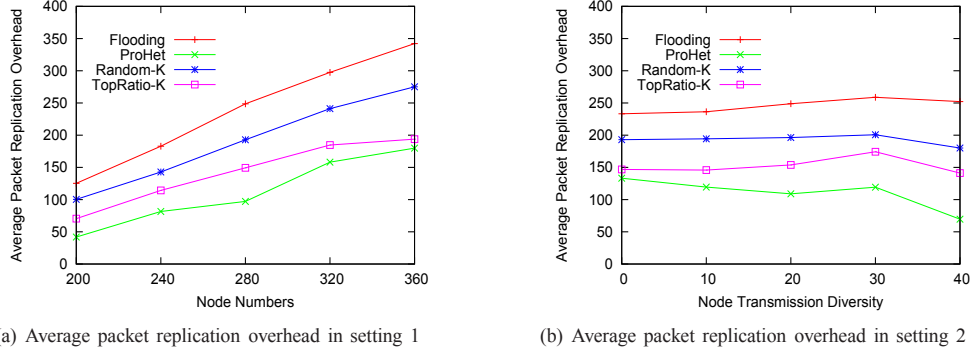 400
350
300
250
200
150
100
50
0
Average Packet Replication Overhead
Flooding
ProHet
Random-K
TopRatio-K
200 240 280 320 360
Node Numbers
(a) Average packet replication overhead in setting 1
400
350
300
250
200
150
100
50
0
Average Packet Replication Overhead
Flooding
ProHet
Random-K
TopRatio-K
0 10 20 30 40
Node Transmission Diversity
(b) Average packet replication overhead in setting 2